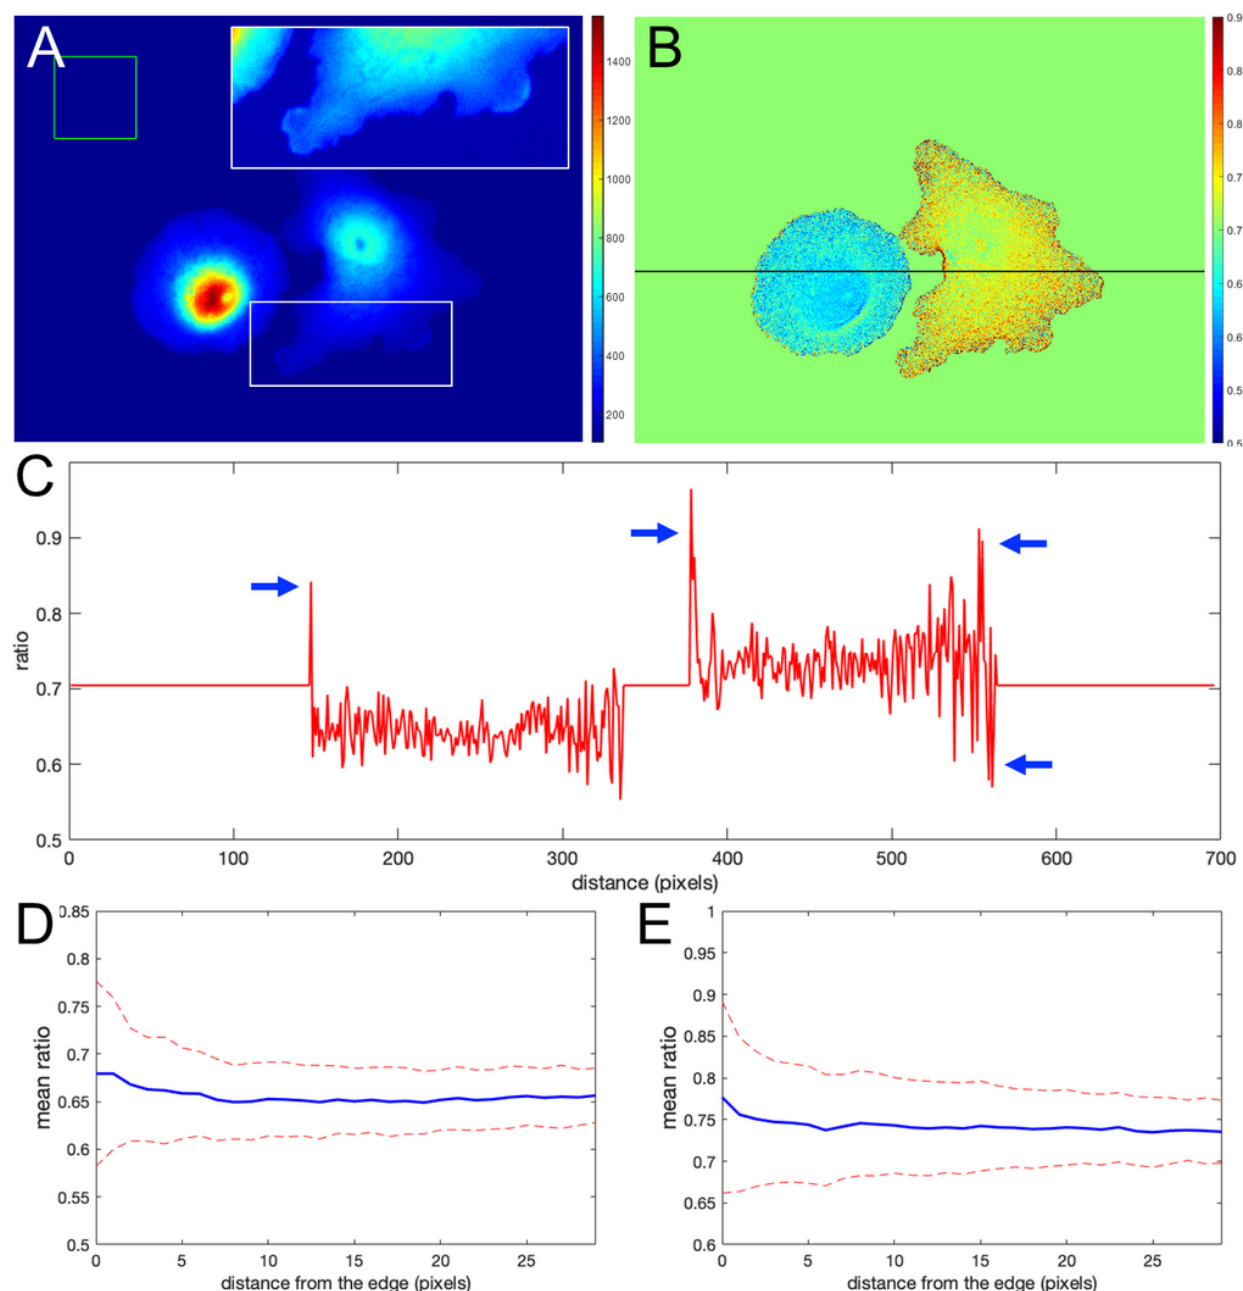 A
1400
1200
1000
800
600
400
200
B
0.9
0.8
0.8
0.7
0.7
0.6
0.6
0.5
0.5
C
ratio
0.9
0.8
0.7
0.6
0.5
0 100 200 300 400 500 600 700
distance (pixels)
D
mean ratio
0.85
0.8
0.75
0.7
0.65
0.6
0.55
0.5
0 5 10 15 20 25
distance from the edge (pixels)
E
mean ratio
1
0.95
0.9
0.85
0.8
0.75
0.7
0.65
0.6
0 5 10 15 20 25
distance from the edge (pixels)